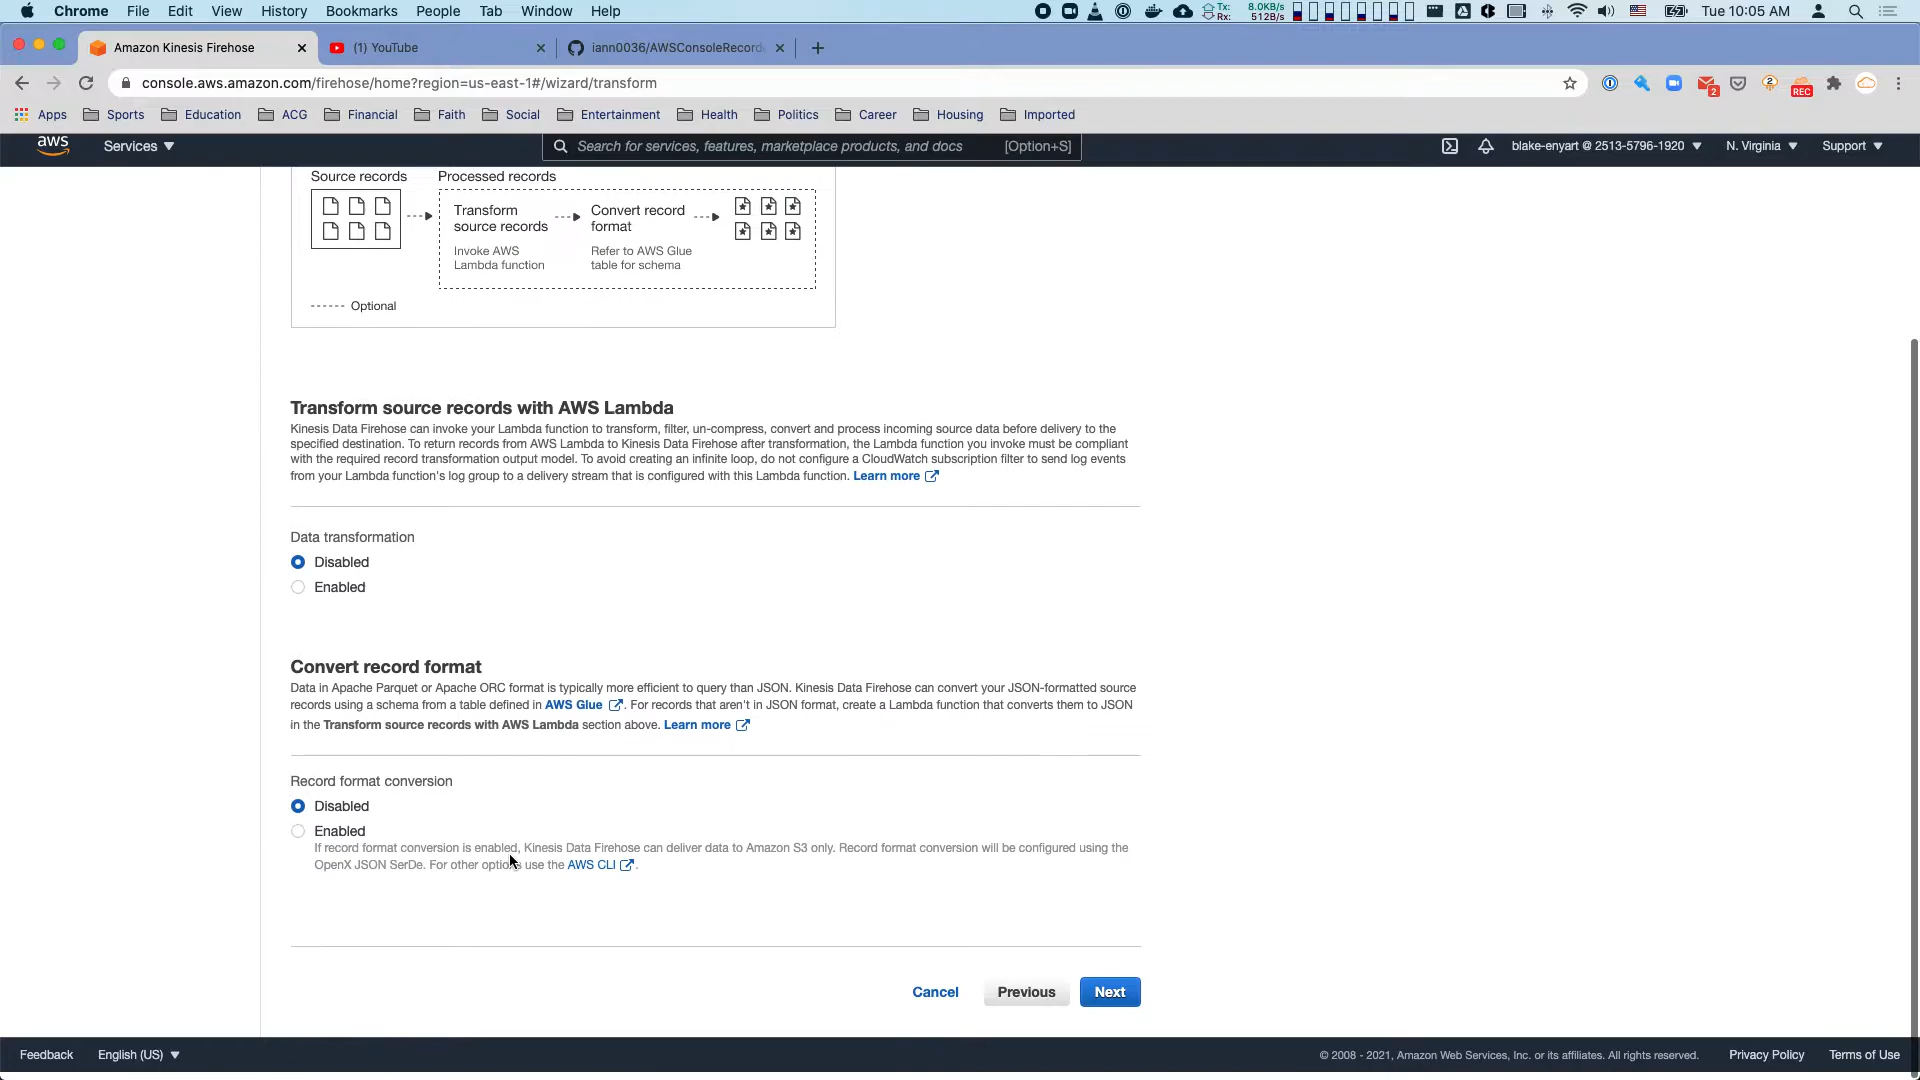 Chrome File Edit View History Bookmarks People Tab Window Help Tx: 8.0KB/s Rx: 512B/s Tue 10:05 AM
Amazon Kinesis Firehose (1) YouTube iann0036/AWSConsoleRecord
console.aws.amazon.com/firehose/home?region=us-east-1#/wizard/transform 2 2 REC
Apps Sports Education ACG Financial Faith Social Entertainment Health Politics Career Housing Imported
aws Services Search for services, features, marketplace products, and docs [Option+S] blake-enyart @ 2513-5796-1920 N. Virginia Support
Source records Processed records
Transform Convert record
source records format
Invoke AWS Refer to AWS Glue
Lambda function table for schema
Optional
Transform source records with AWS Lambda
Kinesis Data Firehose can invoke your Lambda function to transform, filter, un-compress, convert and process incoming source data before delivery to the
specified destination. To return records from AWS Lambda to Kinesis Data Firehose after transformation, the Lambda function you invoke must be compliant
with the required record transformation output model. To avoid creating an infinite loop, do not configure a CloudWatch subscription filter to send log events
from your Lambda function's log group to a delivery stream that is configured with this Lambda function. Learn more
Data transformation
Disabled
Enabled
Convert record format
Data in Apache Parquet or Apache ORC format is typically more efficient to query than JSON. Kinesis Data Firehose can convert your JSON-formatted source
records using a schema from a table defined in AWS Glue . For records that aren't in JSON format, create a Lambda function that converts them to JSON
in the Transform source records with AWS Lambda section above. Learn more
Record format conversion
Disabled
Enabled
If record format conversion is enabled, Kinesis Data Firehose can deliver data to Amazon S3 only. Record format conversion will be configured using the
OpenX JSON SerDe. For other options use the AWS CLI .
Cancel Previous Next
Feedback English (US) © 2008 - 2021, Amazon Web Services, Inc. or its affiliates. All rights reserved. Privacy Policy Terms of Use